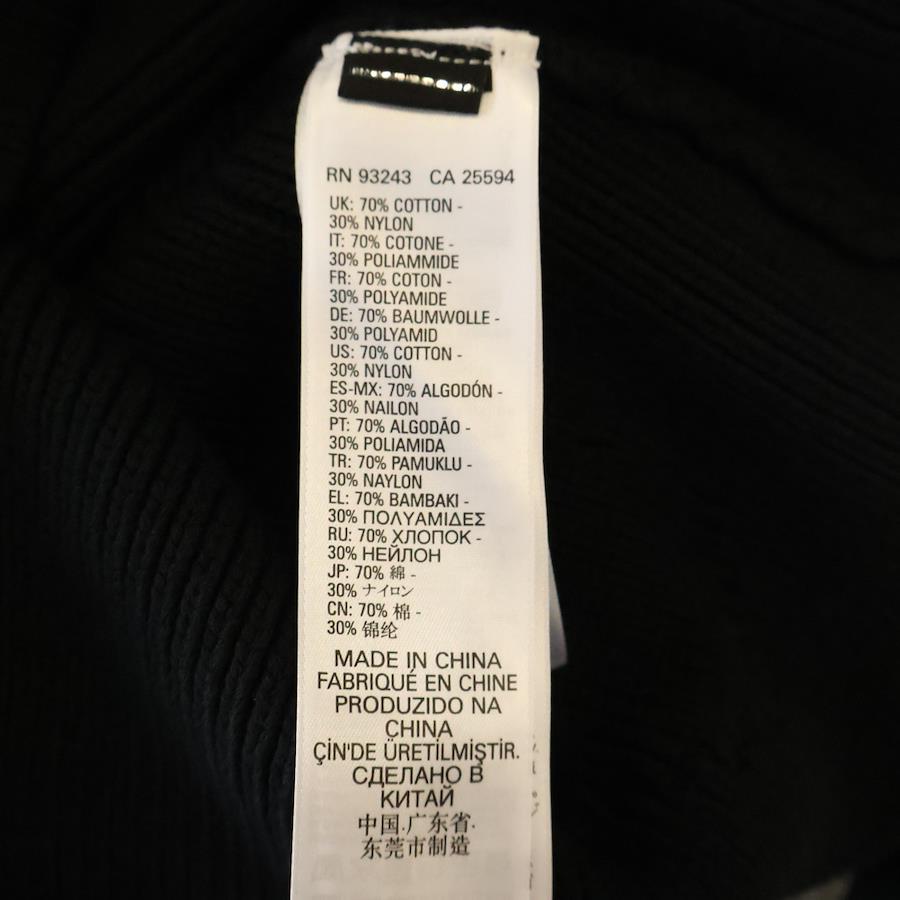 RN 93243 CA 25594
UK: 70% COTTON -
30% NYLON
IT: 70% COTONE -
30% POLIAMMIDE
FR: 70% COTON -
30% POLYAMIDE
DE: 70% BAUMWOLLE -
30% POLYAMID
US: 70% COTTON -
30% NYLON
ES-MX: 70% ALGODÓN -
30% NAILON
PT: 70% ALGODÃO -
30% POLIAMIDA
TR: 70% PAMUKLU -
30% NAYLON
EL: 70% BAMBAKI -
30% ΠΟΛΥΑΜΙΔΕΣ
RU: 70% ХЛОПОК -
30% НЕЙЛОН
JP: 70% 綿 -
30% ナイロン
CN: 70% 棉 -
30% 锦纶
MADE IN CHINA
FABRIQUÉ EN CHINE
PRODUZIDO NA
CHINA
ÇİN'DE ÜRETİLMİŞTİR.
СДЕЛАНО В
КИТАЙ
中国.广东省.
东莞市制造